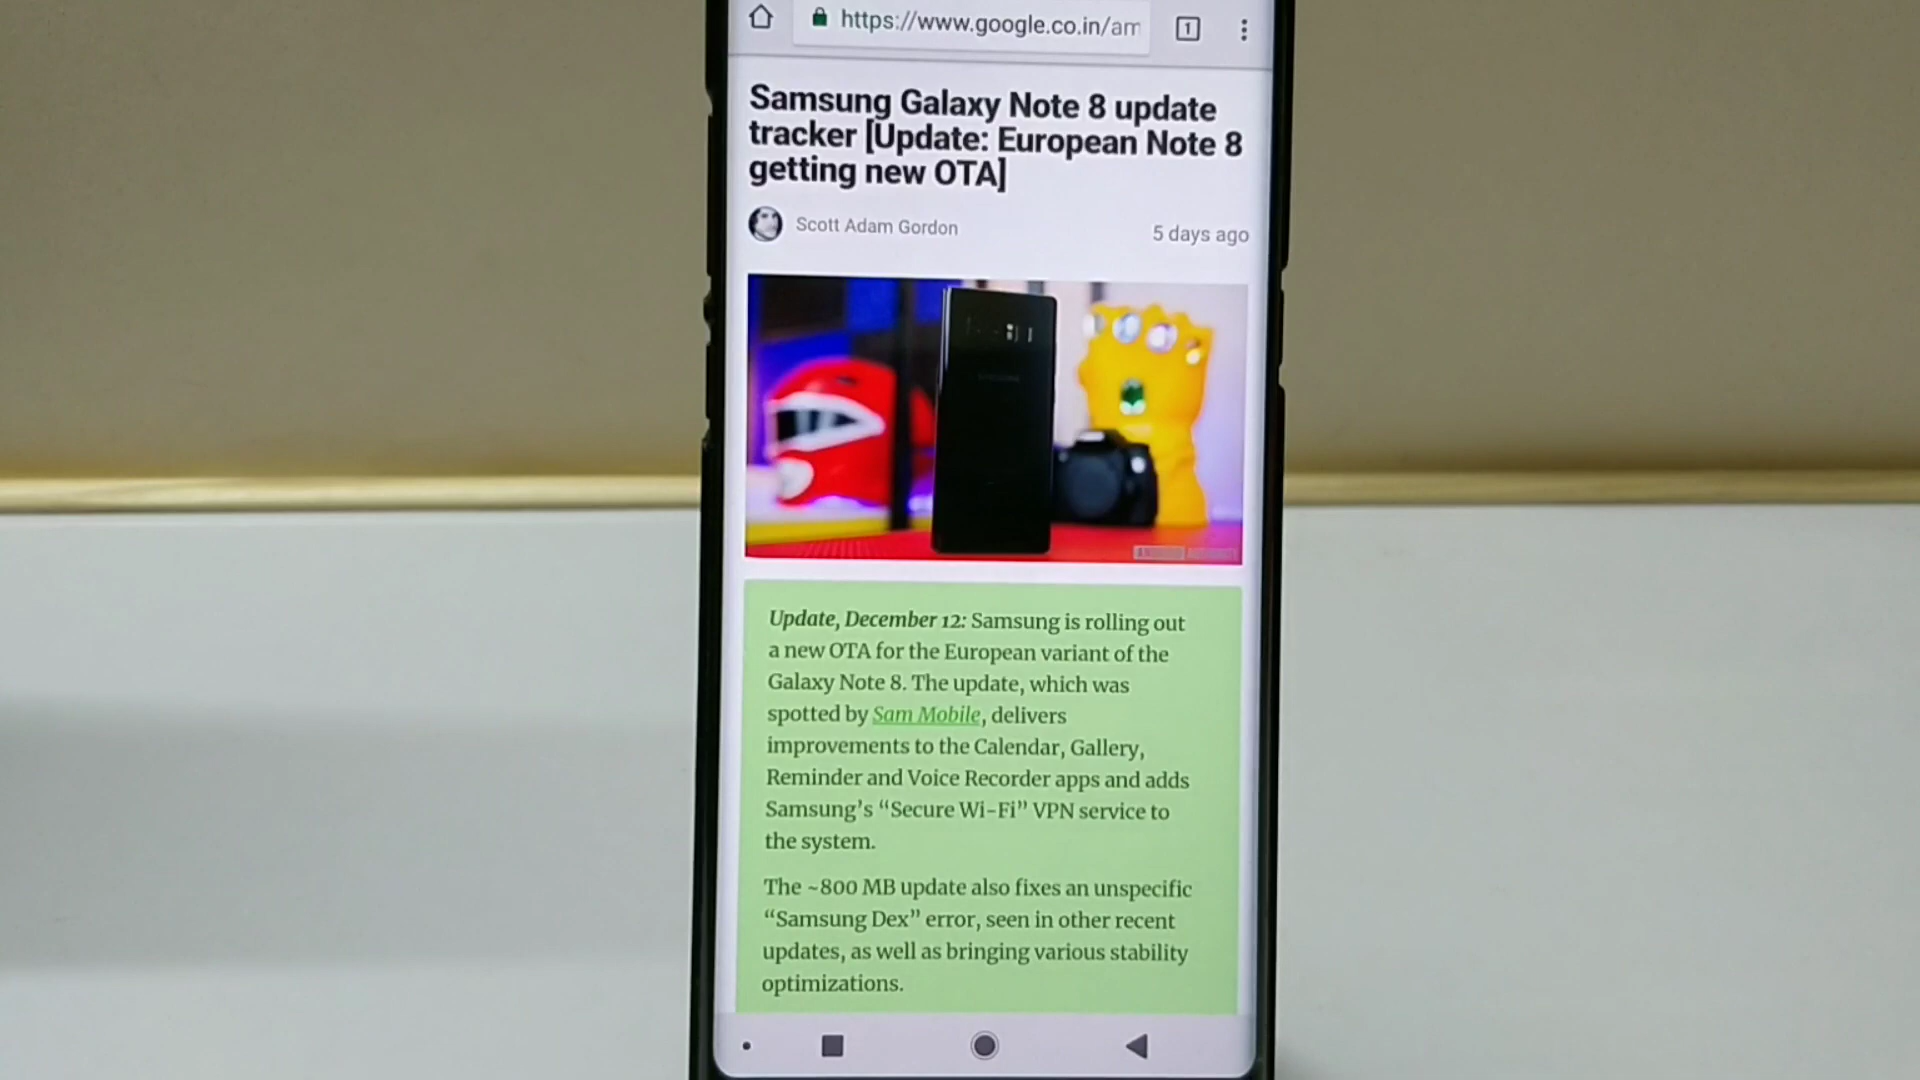 https://www.google.co.in/am
1
Samsung Galaxy Note 8 update
tracker [Update: European Note 8
getting new OTA]
Scott Adam Gordon
5 days ago
Update, December 12: Samsung is rolling out
a new OTA for the European variant of the
Galaxy Note 8. The update, which was
spotted by Sam Mobile, delivers
improvements to the Calendar, Gallery,
Reminder and Voice Recorder apps and adds
Samsung’s “Secure Wi-Fi” VPN service to
the system.
The ~800 MB update also fixes an unspecific
“Samsung Dex” error, seen in other recent
updates, as well as bringing various stability
optimizations.